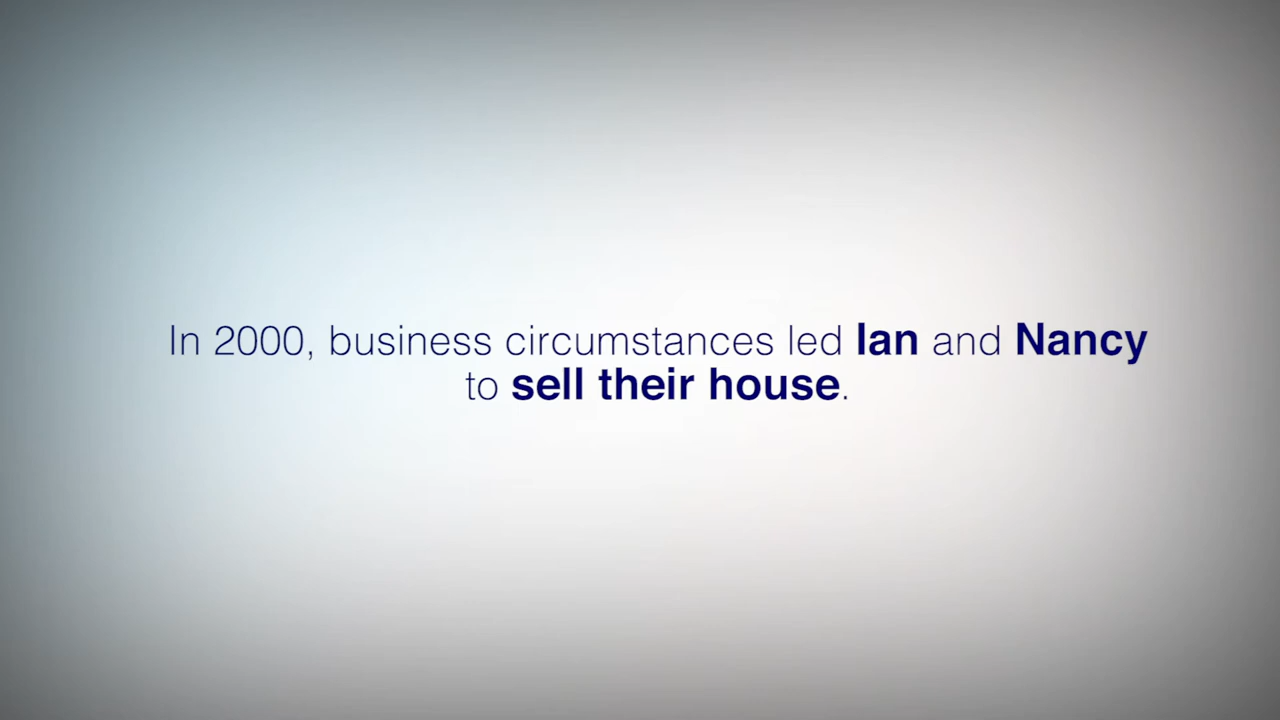 In 2000, business circumstances led Ian and Nancy
to sell their house.